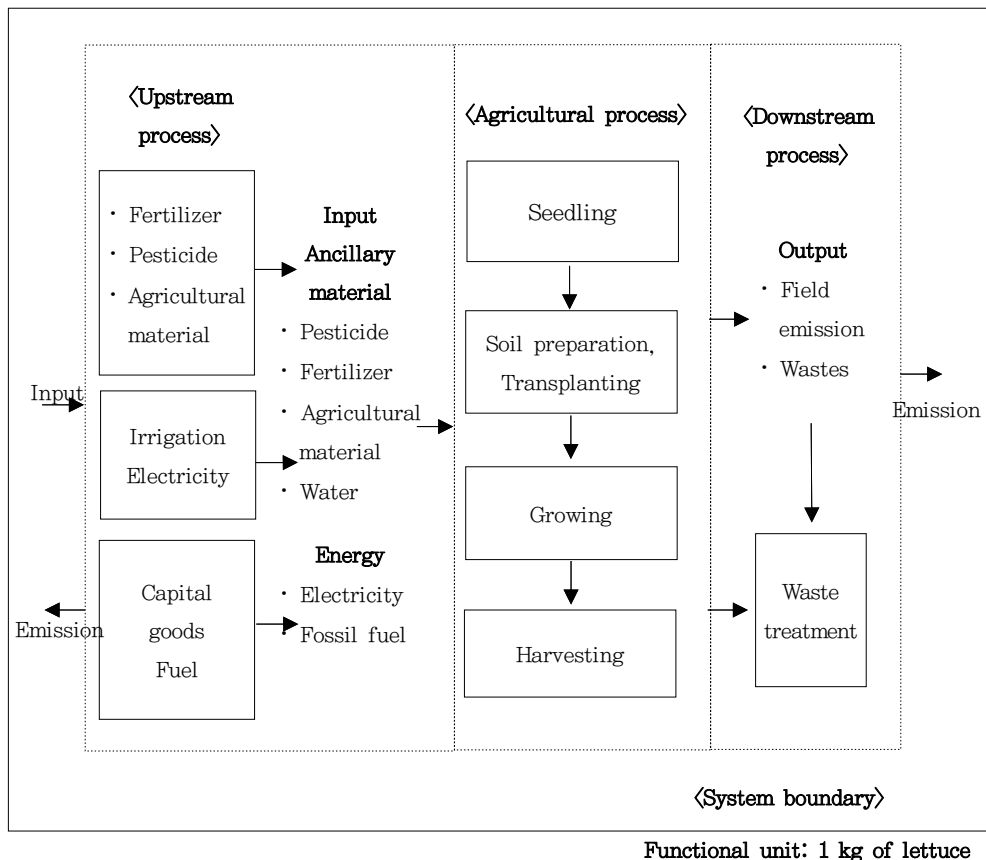 〈Upstream
process〉
· Fertilizer
· Pesticide
· Agricultural
material
Input
Irrigation
Electricity
Capital
goods
Fuel
Emission
Input
Ancillary
material
· Pesticide
· Fertilizer
· Agricultural
material
· Water
Energy
· Electricity
· Fossil fuel
〈Agricultural process〉
Seedling
Soil preparation,
Transplanting
Growing
Harvesting
〈Downstream
process〉
Output
· Field
emission
· Wastes
Waste
treatment
Emission
〈System boundary〉
Functional unit: 1 kg of lettuce